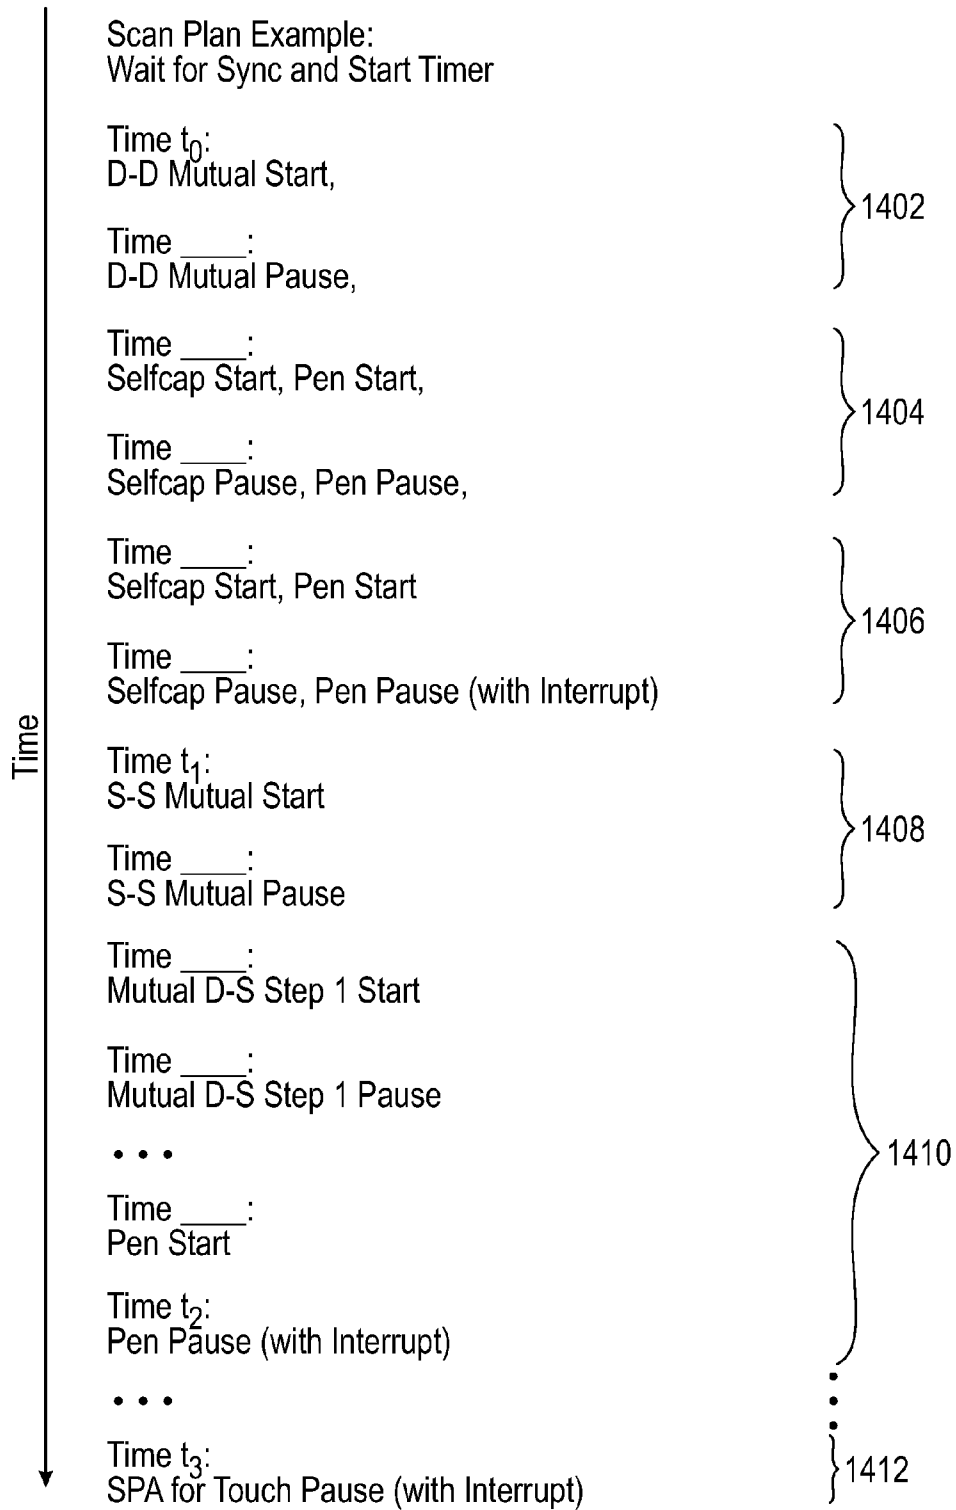 Scan Plan Example:
Wait for Sync and Start Timer
Time t0:
D-D Mutual Start,
1402
Time ____:
D-D Mutual Pause,
Time ____:
Selfcap Start, Pen Start,
1404
Time ____:
Selfcap Pause, Pen Pause,
Time ____:
Selfcap Start, Pen Start
1406
Time ____:
Selfcap Pause, Pen Pause (with Interrupt)
Time
Time t1:
S-S Mutual Start
1408
Time ____:
S-S Mutual Pause
Time ____:
Mutual D-S Step 1 Start
Time ____:
Mutual D-S Step 1 Pause
• • •
1410
Time ____:
Pen Start
Time t2:
Pen Pause (with Interrupt)
• • •
Time t3:
SPA for Touch Pause (with Interrupt)
1412